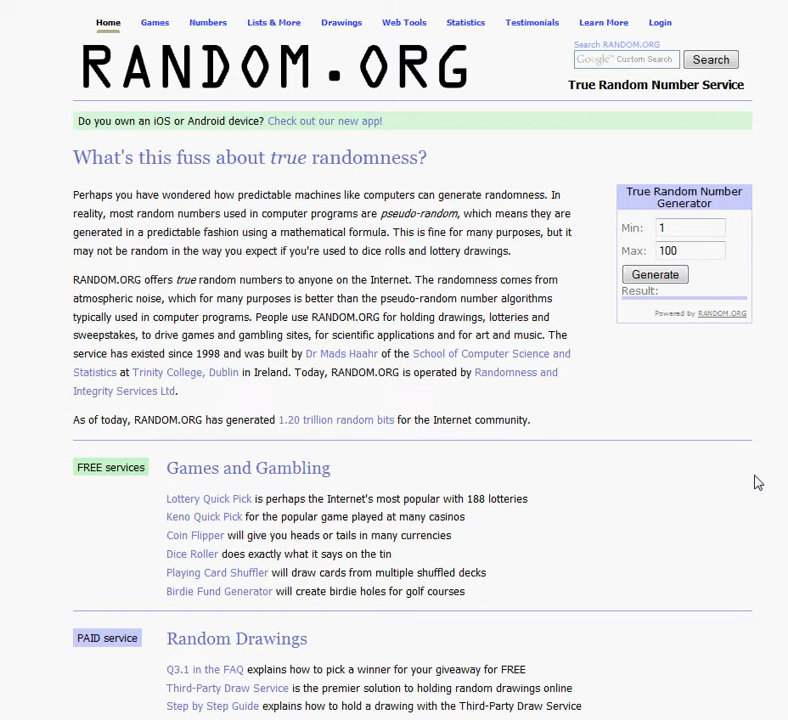 Home Games Numbers Lists & More Drawings Web Tools Statistics Testimonials Learn More Login
RANDOM.ORG
Search RANDOM.ORG
Google™ Custom Search Search
True Random Number Service
Do you own an iOS or Android device? Check out our new app!
What's this fuss about true randomness?
Perhaps you have wondered how predictable machines like computers can generate randomness. In
reality, most random numbers used in computer programs are pseudo-random, which means they are
generated in a predictable fashion using a mathematical formula. This is fine for many purposes, but it
may not be random in the way you expect if you're used to dice rolls and lottery drawings.
RANDOM.ORG offers true random numbers to anyone on the Internet. The randomness comes from
atmospheric noise, which for many purposes is better than the pseudo-random number algorithms
typically used in computer programs. People use RANDOM.ORG for holding drawings, lotteries and
sweepstakes, to drive games and gambling sites, for scientific applications and for art and music. The
service has existed since 1998 and was built by Dr Mads Haahr of the School of Computer Science and
Statistics at Trinity College, Dublin in Ireland. Today, RANDOM.ORG is operated by Randomness and
Integrity Services Ltd.
As of today, RANDOM.ORG has generated 1.20 trillion random bits for the Internet community.
True Random Number
Generator
Min: 1
Max: 100
Generate
Result:
Powered by RANDOM.ORG
FREE services
Games and Gambling
Lottery Quick Pick is perhaps the Internet's most popular with 188 lotteries
Keno Quick Pick for the popular game played at many casinos
Coin Flipper will give you heads or tails in many currencies
Dice Roller does exactly what it says on the tin
Playing Card Shuffler will draw cards from multiple shuffled decks
Birdie Fund Generator will create birdie holes for golf courses
PAID service
Random Drawings
Q3.1 in the FAQ explains how to pick a winner for your giveaway for FREE
Third-Party Draw Service is the premier solution to holding random drawings online
Step by Step Guide explains how to hold a drawing with the Third-Party Draw Service